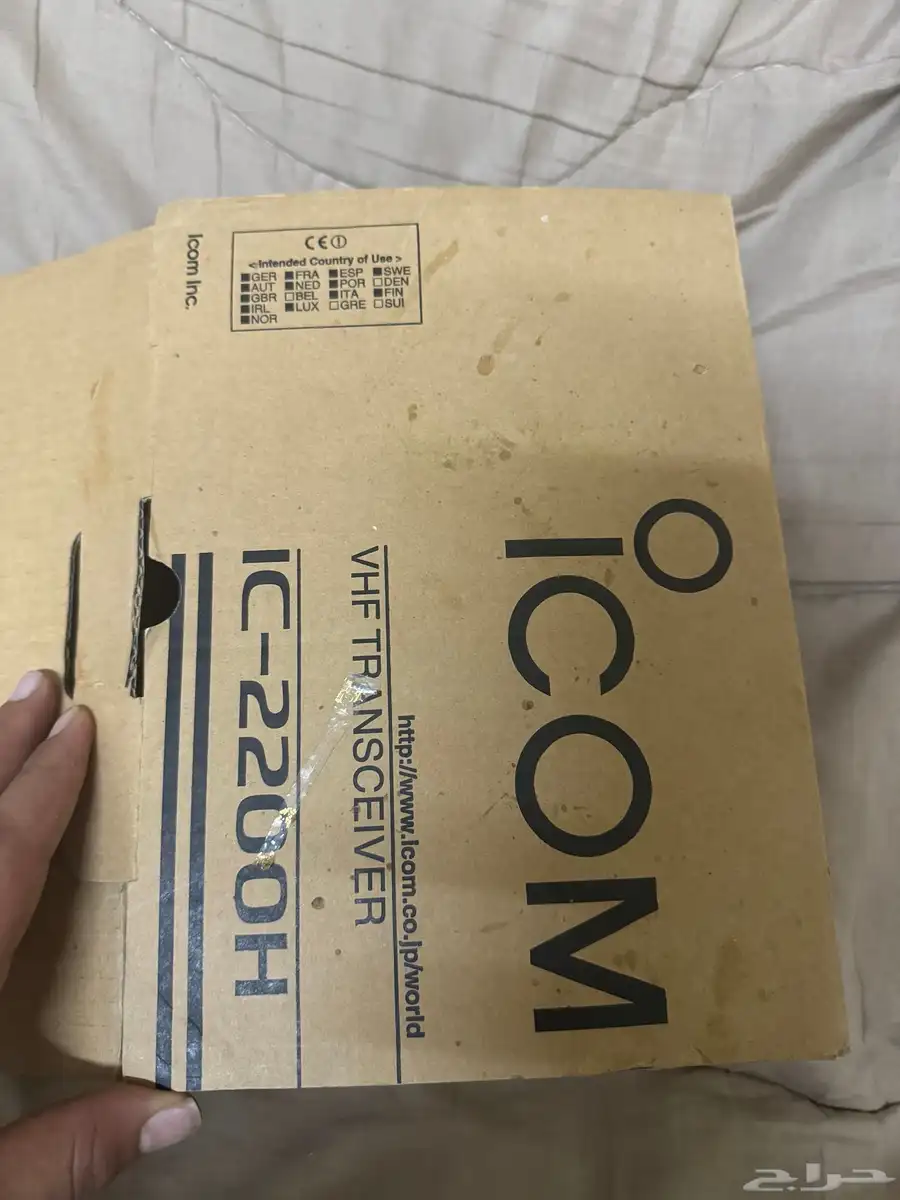 ICOM
http://www.icom.co.jp/world
VHF TRANSCEIVER
IC-2200H
Icom Inc.
CE
<Intended Country of Use>
■GER ■FRA ■ESP ■SWE
■AUT ■NED ■POR □DEN
■GBR □BEL ■ITA ■FIN
■IRL ■LUX □GRE □SUI
■NOR
حراج